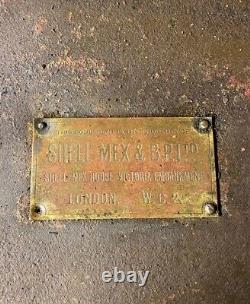 SHELL-MEX & B.P. LTD
SHELL-MEX HOUSE, VICTORIA EMBANKMENT
LONDON. W.C.2.